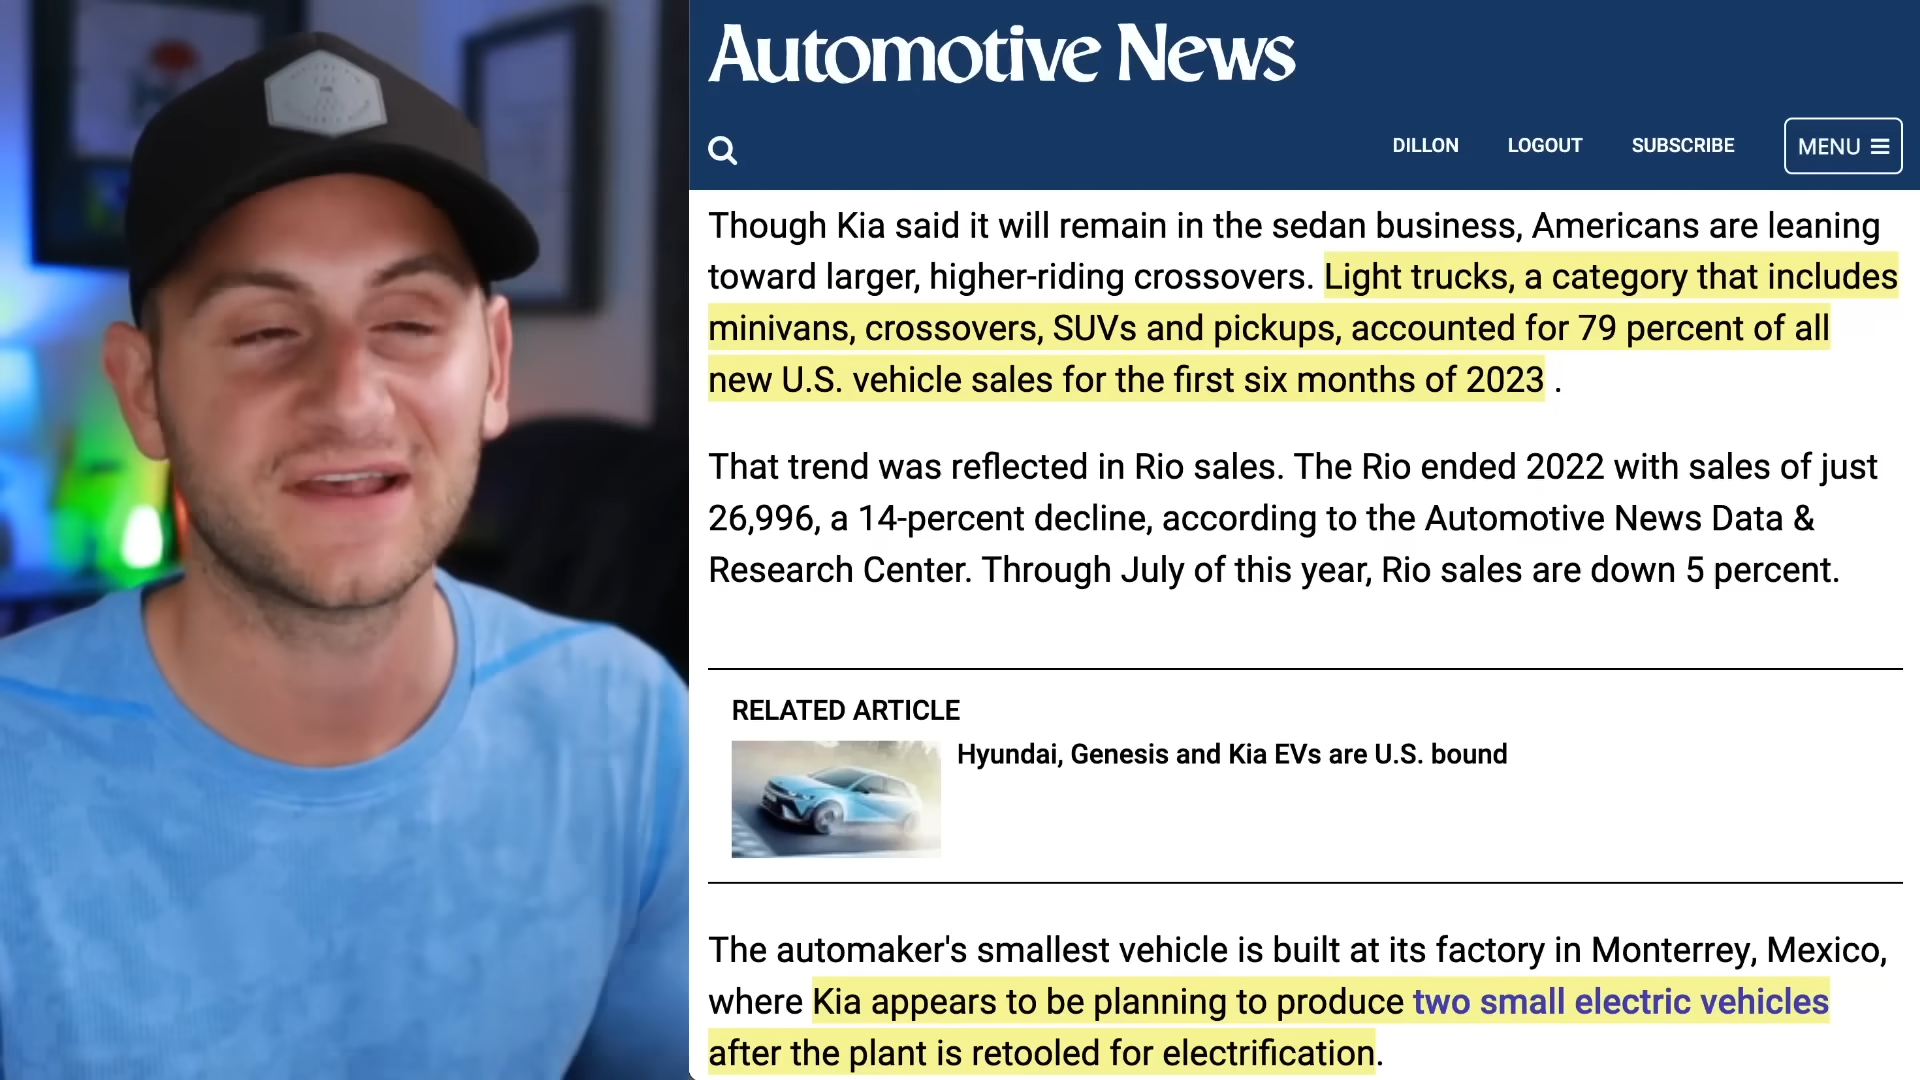 Automotive News
DILLON
LOGOUT
SUBSCRIBE
MENU
Though Kia said it will remain in the sedan business, Americans are leaning
toward larger, higher-riding crossovers. Light trucks, a category that includes
minivans, crossovers, SUVs and pickups, accounted for 79 percent of all
new U.S. vehicle sales for the first six months of 2023 .
That trend was reflected in Rio sales. The Rio ended 2022 with sales of just
26,996, a 14-percent decline, according to the Automotive News Data &
Research Center. Through July of this year, Rio sales are down 5 percent.
RELATED ARTICLE
Hyundai, Genesis and Kia EVs are U.S. bound
The automaker's smallest vehicle is built at its factory in Monterrey, Mexico,
where Kia appears to be planning to produce two small electric vehicles
after the plant is retooled for electrification.